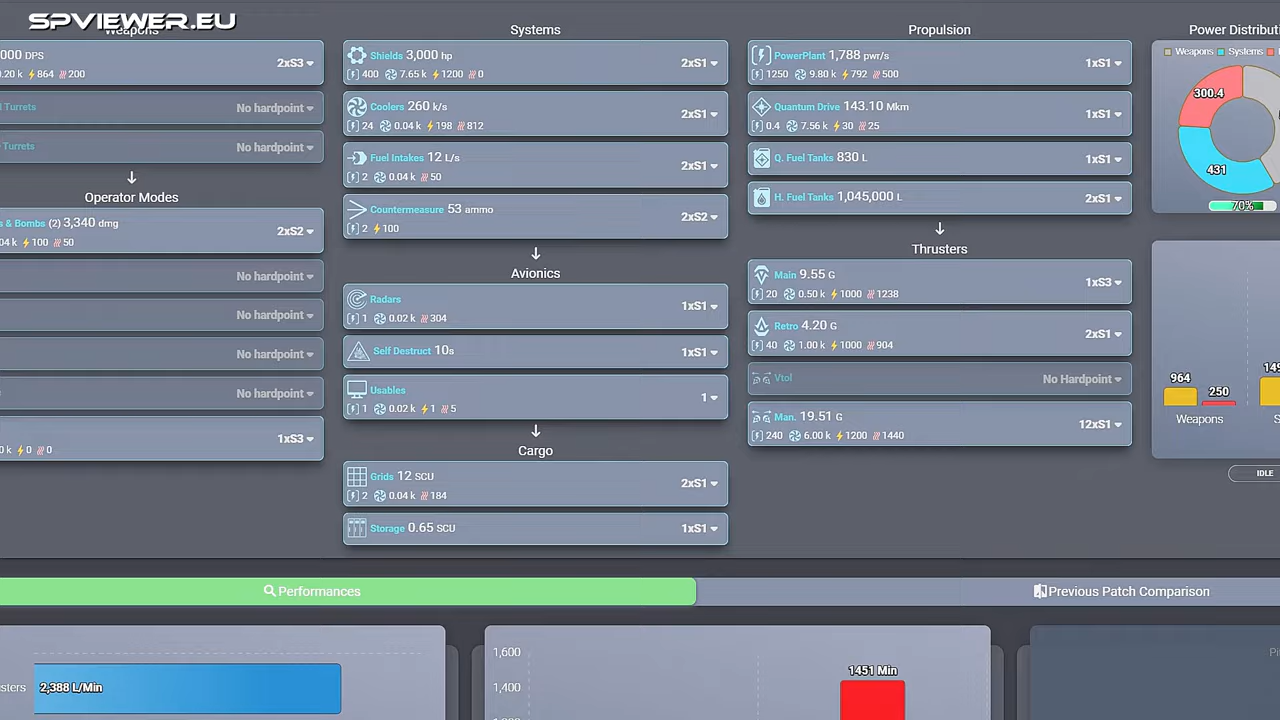 SPVIEWER.EU
Weapons
000 DPS
2xS3
0.20 k 864 200
Turrets
No hardpoint
Turrets
No hardpoint
Operator Modes
s & Bombs (2) 3,340 dmg
2xS2
04 k 100 50
No hardpoint
No hardpoint
No hardpoint
No hardpoint
1xS3
0 k 0 0
Systems
Shields 3,000 hp
2xS1
400 7.65 k 1200 0
Coolers 260 k/s
2xS1
24 0.04 k 198 812
Fuel Intakes 12 L/s
2xS1
2 0.04 k 50
Countermeasure 53 ammo
2xS2
2 100
Avionics
Radars
1xS1
1 0.02 k 304
Self Destruct 10s
1xS1
Usables
1
1 0.02 k 1 5
Cargo
Grids 12 SCU
2xS1
2 0.04 k 184
Storage 0.65 SCU
1xS1
Propulsion
PowerPlant 1,788 pwr/s
1xS1
1250 9.80 k 792 500
Quantum Drive 143.10 Mkm
1xS1
0.4 7.56 k 30 25
Q. Fuel Tanks 830 L
1xS1
H. Fuel Tanks 1,045,000 L
2xS1
Thrusters
Main 9.55 G
1xS3
20 0.50 k 1000 1238
Retro 4.20 G
2xS1
40 1.00 k 1000 904
Vtol
No Hardpoint
Man. 19.51 G
12xS1
240 6.00 k 1200 1440
Power Distributi
Weapons Systems
300.4
431
70%
964
250
149
Weapons
S
IDLE
Performances
Previous Patch Comparison
sters
2,388 L/Min
1,600
1,400
1451 Min
Pi